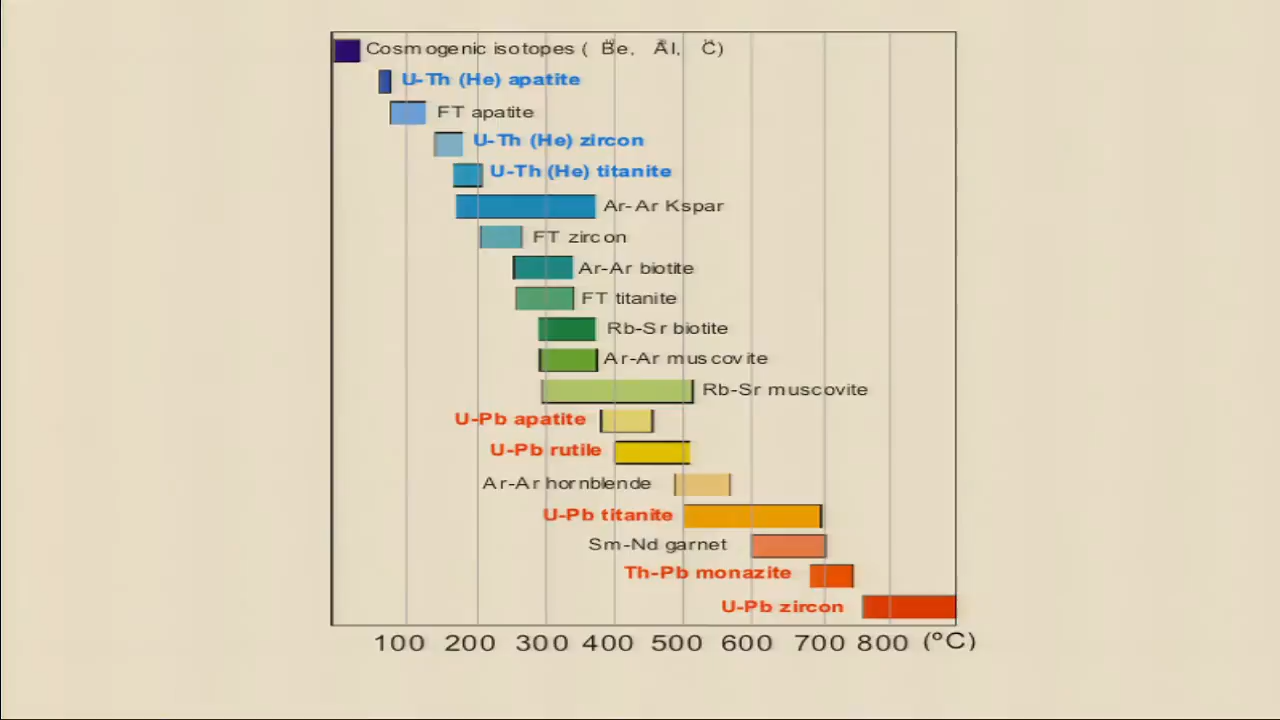 Cosmogenic isotopes ( Be, Al, C)
U-Th (He) apatite
FT apatite
U-Th (He) zircon
U-Th (He) titanite
Ar-Ar Kspar
FT zircon
Ar-Ar biotite
FT titanite
Rb-Sr biotite
Ar-Ar muscovite
Rb-Sr muscovite
U-Pb apatite
U-Pb rutile
Ar-Ar hornblende
U-Pb titanite
Sm-Nd garnet
Th-Pb monazite
U-Pb zircon
100 200 300 400 500 600 700 800 (°C)